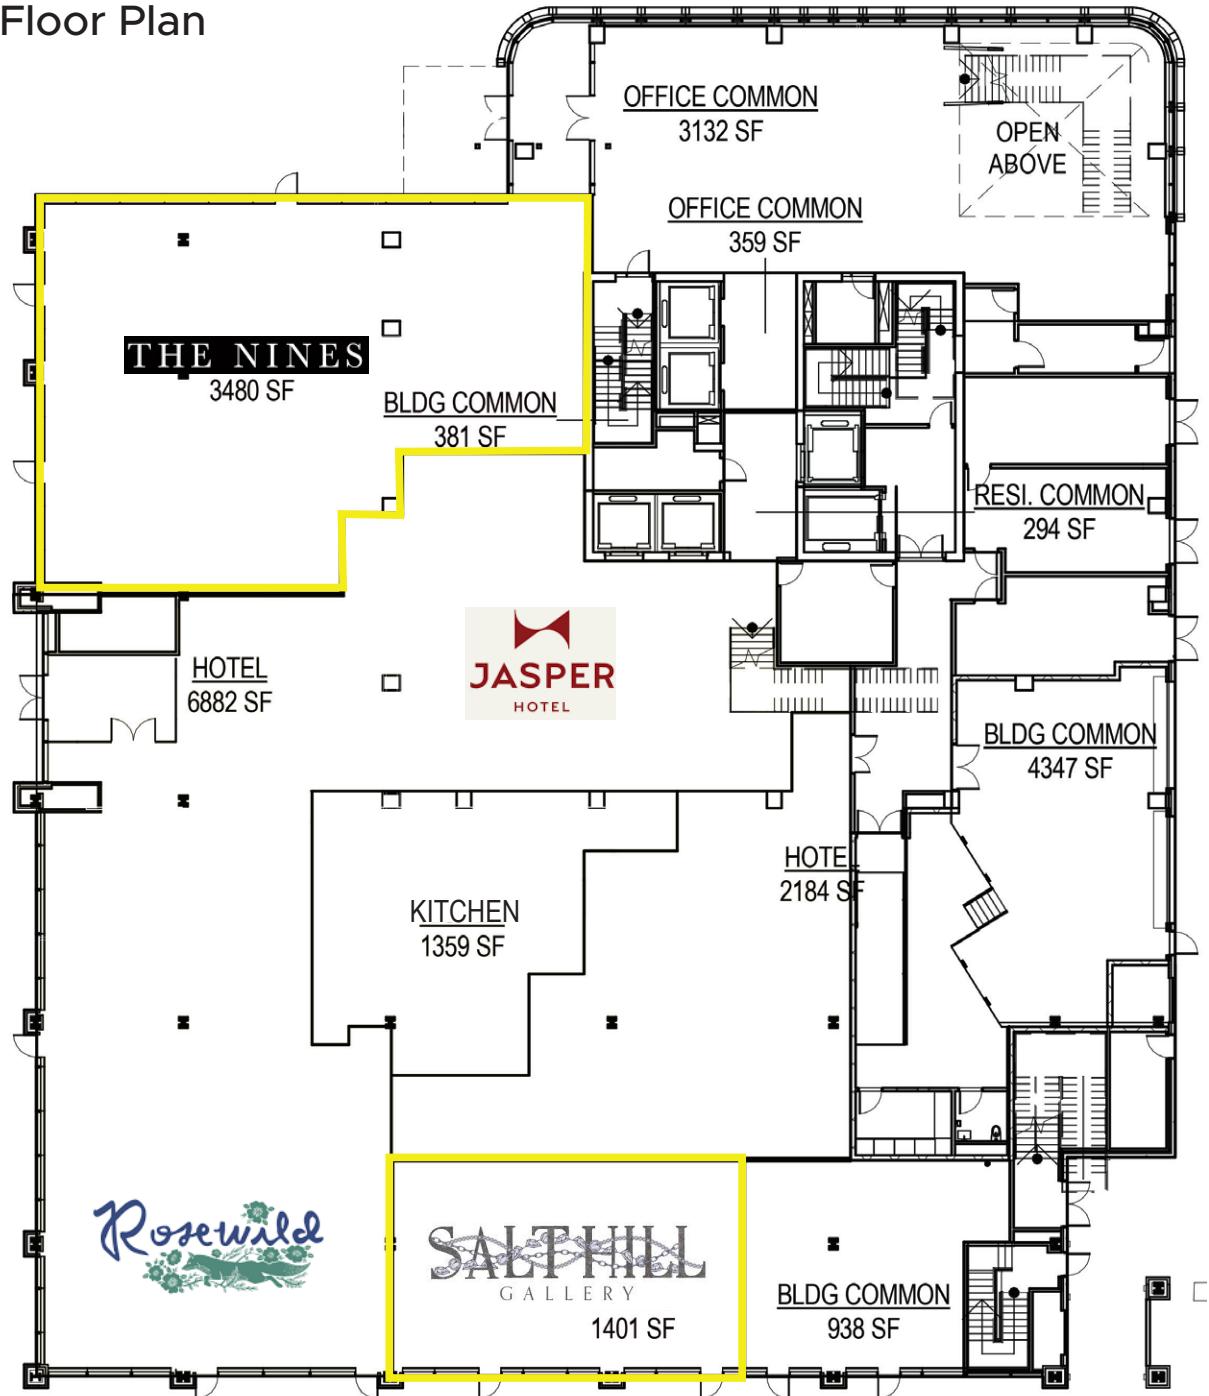 Floor Plan
OFFICE COMMON
3132 SF
OPEN
ABOVE
OFFICE COMMON
359 SF
THE NINES
3480 SF
BLDG COMMON
381 SF
RESI. COMMON
294 SF
JASPER
HOTEL
HOTEL
6882 SF
BLDG COMMON
4347 SF
HOTEL
2184 SF
KITCHEN
1359 SF
Rosewild
SALT HILL
GALLERY
1401 SF
BLDG COMMON
938 SF